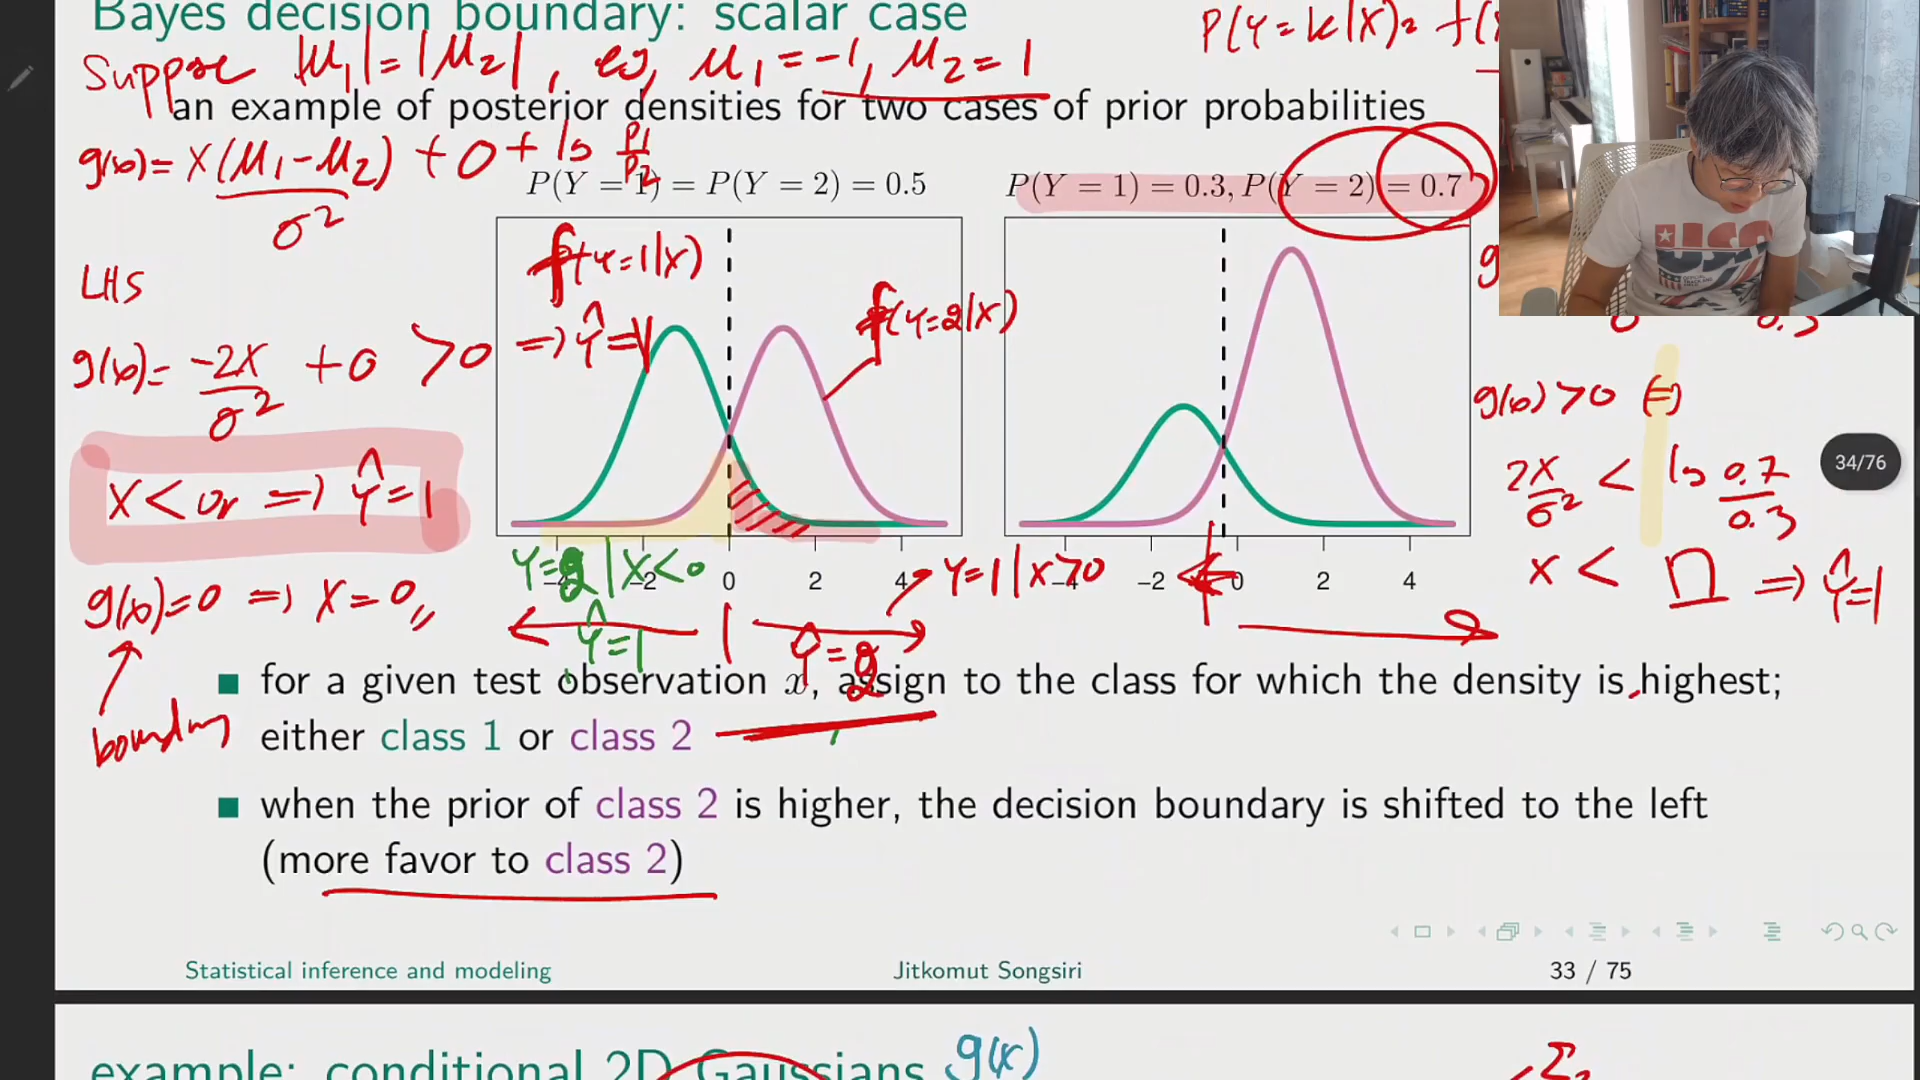 Bayes decision boundary: scalar case
P(Y=k|X)=
Suppose |μ1|=|μ2|, eg, μ1=-1, μ2=1
an example of posterior densities for two cases of prior probabilities
g(x)= X(μ1-μ2) + 0 + ln P1
σ² P2
P(Y = 1) = P(Y = 2) = 0.5
P(Y = 1) = 0.3, P(Y = 2) = 0.7
f(Y=1|X)
LHS
f(Y=2|X)
g(x)= -2X + 0 >0 => Ŷ=1
σ²
g(x)>0
2X < ln 0.7
σ² 0.3
34/76
X < 0 => Ŷ=1
Y=2|X<0
-4 -2 0 2 4
Y=1|X>0
-4 -2 0 2 4
X < => Ŷ=1
g(x)=0 => X=0
Ŷ=1
Ŷ=2
for a given test observation x, assign to the class for which the density is highest;
boundary
either class 1 or class 2
when the prior of class 2 is higher, the decision boundary is shifted to the left
(more favor to class 2)
Statistical inference and modeling
Jitkomut Songsiri
33 / 75
example: conditional 2D Gaussians
g(x)
Σ2